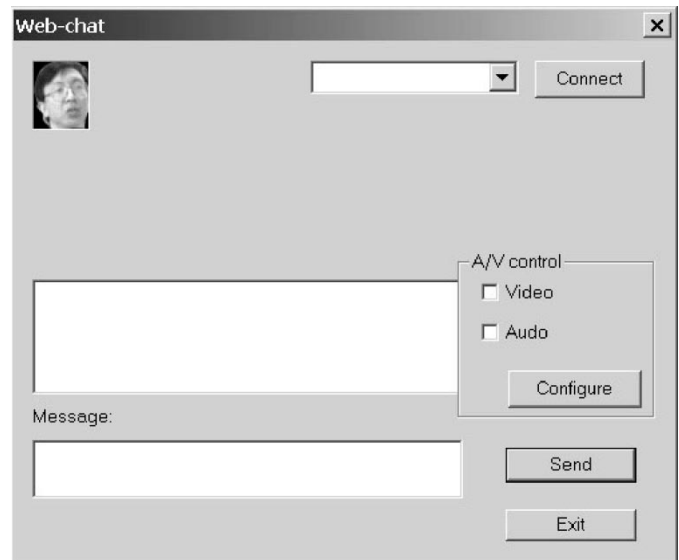 Web-chat
Connect
A/V control
Video
Audo
Configure
Message:
Send
Exit